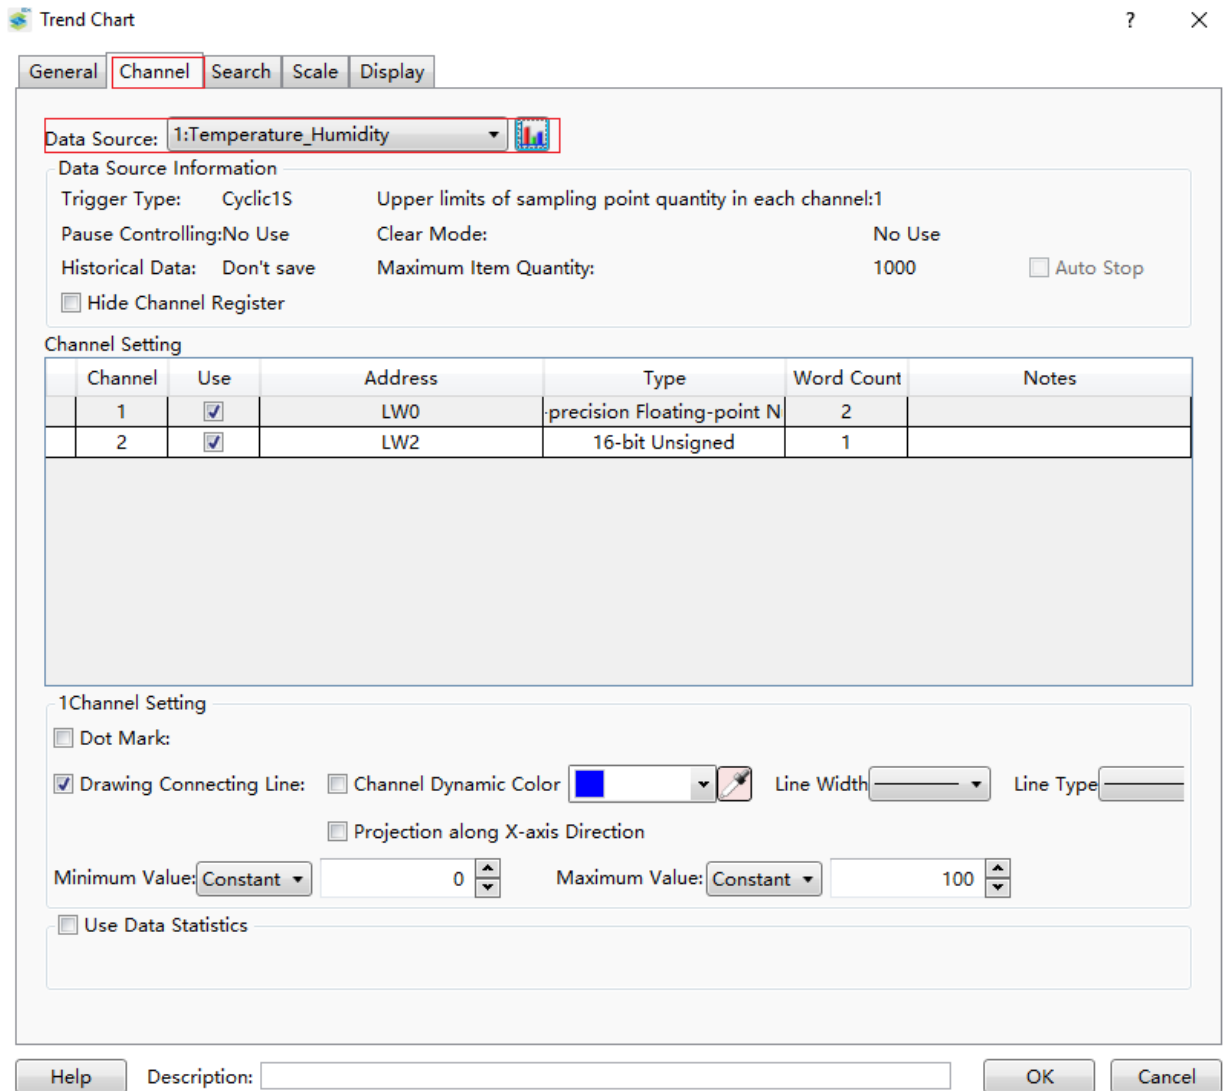 Trend Chart ?
General Channel Search Scale Display
Data Source: 1:Temperature_Humidity
Data Source Information
Trigger Type: Cyclic1S Upper limits of sampling point quantity in each channel:1
Pause Controlling:No Use Clear Mode: No Use
Historical Data: Don't save Maximum Item Quantity: 1000 Auto Stop
Hide Channel Register
Channel Setting
Channel Use Address Type Word Count Notes
1 LW0 -precision Floating-point N 2
2 LW2 16-bit Unsigned 1
1Channel Setting
Dot Mark:
Drawing Connecting Line: Channel Dynamic Color Line Width Line Type
Projection along X-axis Direction
Minimum Value: Constant 0 Maximum Value: Constant 100
Use Data Statistics
Help Description: OK Cancel